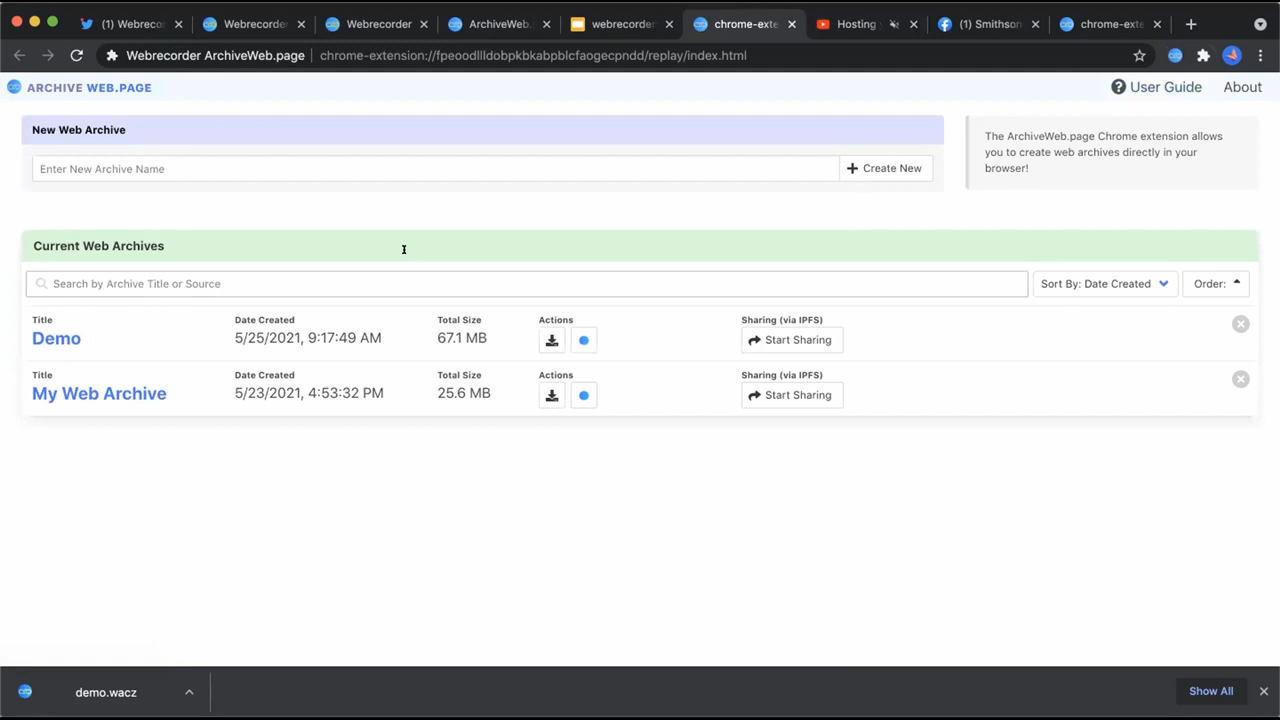 (1) Webreco
Webrecorder
Webrecorder
ArchiveWeb.
webrecorder
chrome-exte
Hosting
(1) Smithson
chrome-exte
Webrecorder ArchiveWeb.page
chrome-extension://fpeoodllldobpkbkabpblcfaogecpndd/replay/index.html
ARCHIVE WEB.PAGE
User Guide
About
New Web Archive
Enter New Archive Name
Create New
The ArchiveWeb.page Chrome extension allows
you to create web archives directly in your
browser!
Current Web Archives
Search by Archive Title or Source
Sort By: Date Created
Order:
Title
Date Created
Total Size
Actions
Sharing (via IPFS)
Demo
5/25/2021, 9:17:49 AM
67.1 MB
Start Sharing
Title
Date Created
Total Size
Actions
Sharing (via IPFS)
My Web Archive
5/23/2021, 4:53:32 PM
25.6 MB
Start Sharing
demo.wacz
Show All